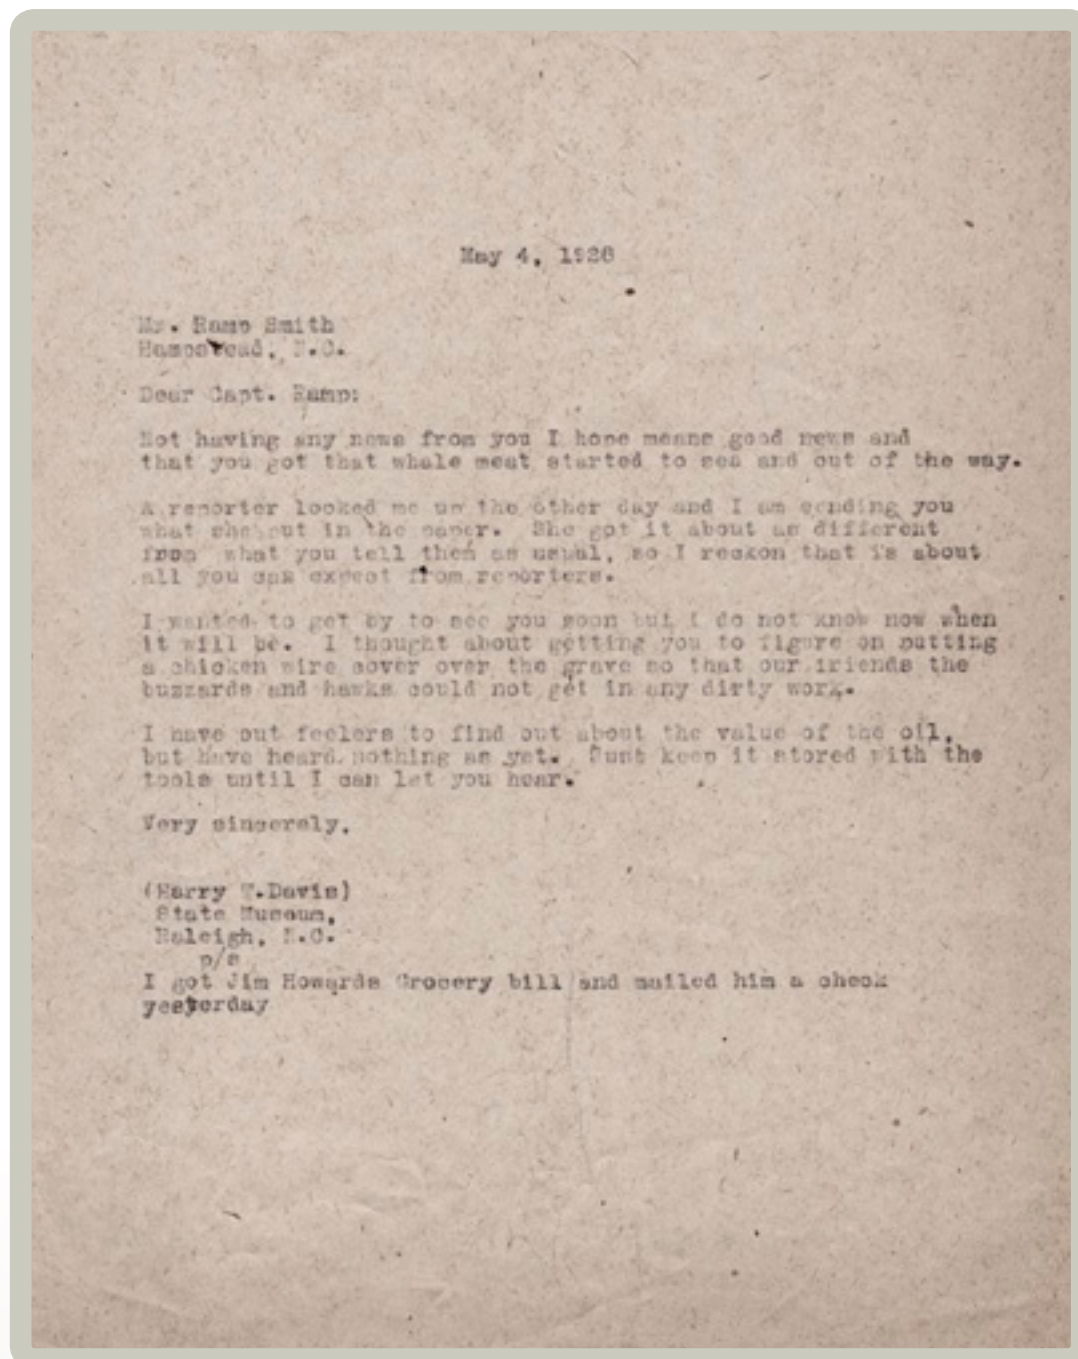 May 4, 1928
Mr. Ramp Smith
Hampstead, N.C.
Dear Capt. Ramp:
Not having any news from you I hope means good news and
that you got that whale meat started to sea and out of the way.
A reporter looked me up the other day and I am sending you
what she put in the paper. She got it about as different
from what you tell them as usual, so I reckon that is about
all you can expect from reporters.
I wanted to get by to see you soon but i do not know now when
it will be. I thought about getting you to figure on putting
a chicken wire cover over the grave so that our friends the
buzzards and hawks could not get in any dirty work.
I have out feelers to find out about the value of the oil,
but have heard nothing as yet. Just keep it stored with the
tools until I can let you hear.
Very sincerely,
(Harry T.Davis)
State Museum,
Raleigh, N.C.
p/s
I got Jim Howards Grocery bill and mailed him a check
yesterday